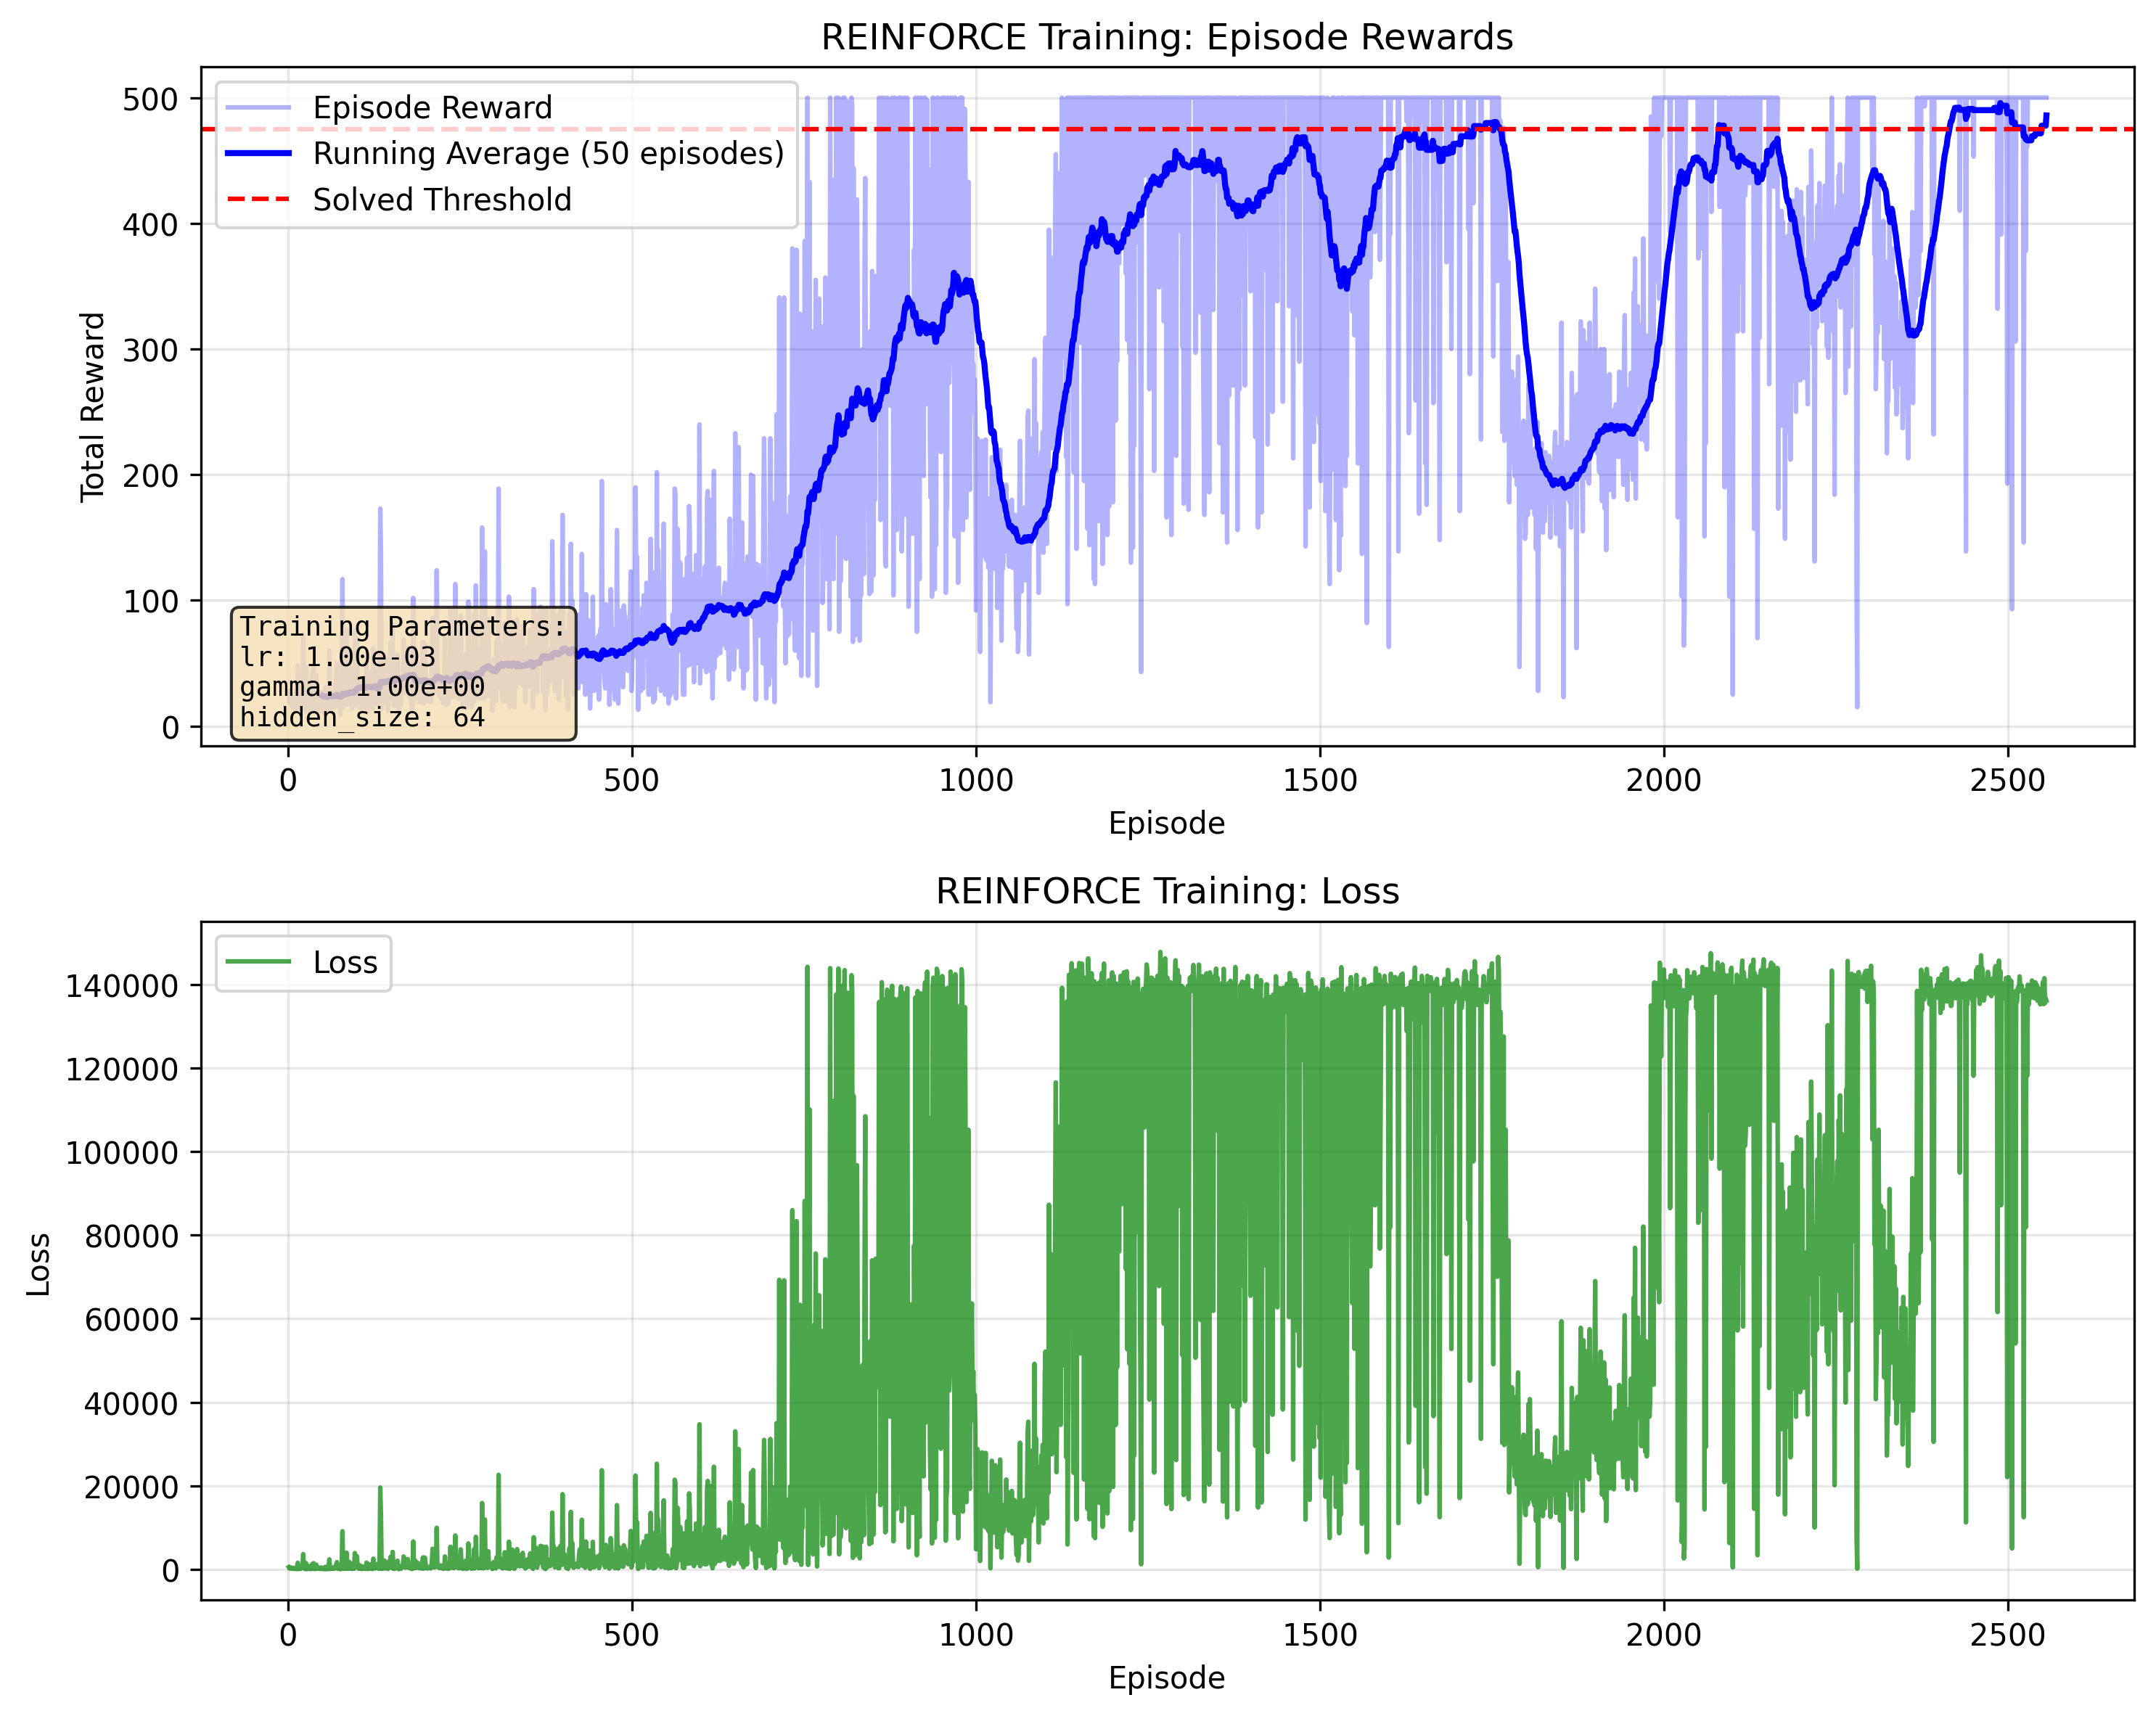 REINFORCE Training: Episode Rewards
500
400
300
200
100
0
Total Reward
Episode Reward
Running Average (50 episodes)
Solved Threshold
Training Parameters:
lr: 1.00e-03
gamma: 1.00e+00
hidden_size: 64
0
500
1000
1500
2000
2500
Episode
REINFORCE Training: Loss
140000
120000
100000
80000
60000
40000
20000
0
Loss
Loss
0
500
1000
1500
2000
2500
Episode